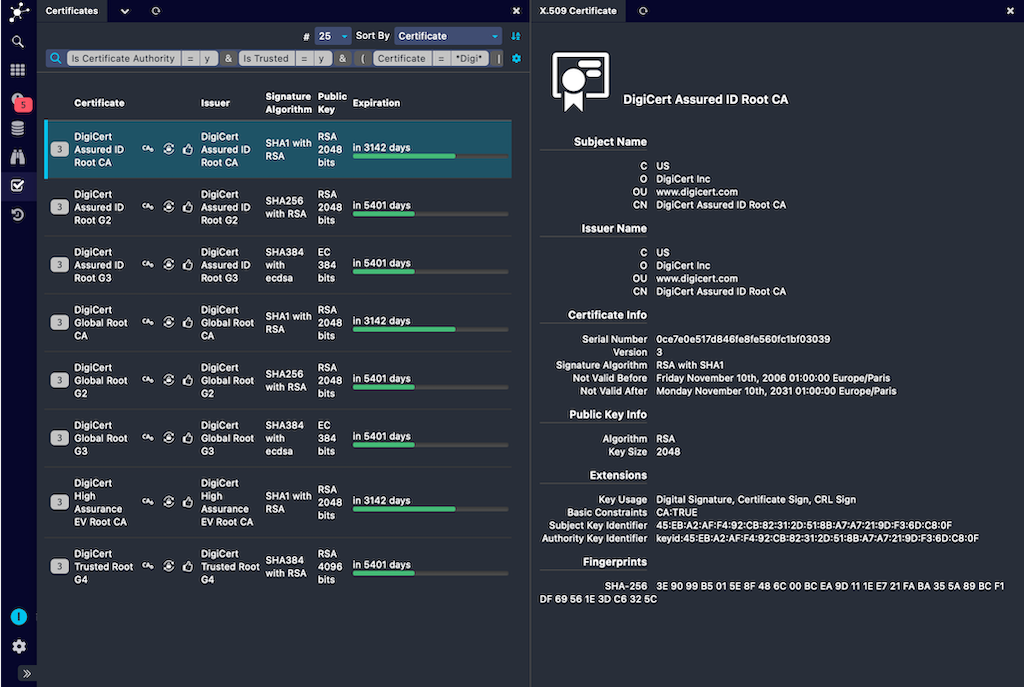 Certificates
# 25 Sort By Certificate
Is Certificate Authority = y & Is Trusted = y & ( Certificate = *Digi* |
Certificate Issuer Signature Algorithm Public Key Expiration
3 DigiCert Assured ID Root CA CA DigiCert Assured ID Root CA SHA1 with RSA RSA 2048 bits in 3142 days
3 DigiCert Assured ID Root G2 CA DigiCert Assured ID Root G2 SHA256 with RSA RSA 2048 bits in 5401 days
3 DigiCert Assured ID Root G3 CA DigiCert Assured ID Root G3 SHA384 with ecdsa EC 384 bits in 5401 days
3 DigiCert Global Root CA CA DigiCert Global Root CA SHA1 with RSA RSA 2048 bits in 3142 days
3 DigiCert Global Root G2 CA DigiCert Global Root G2 SHA256 with RSA RSA 2048 bits in 5401 days
3 DigiCert Global Root G3 CA DigiCert Global Root G3 SHA384 with ecdsa EC 384 bits in 5401 days
3 DigiCert High Assurance EV Root CA CA DigiCert High Assurance EV Root CA SHA1 with RSA RSA 2048 bits in 3142 days
3 DigiCert Trusted Root G4 CA DigiCert Trusted Root G4 SHA384 with RSA RSA 4096 bits in 5401 days
5
I
X.509 Certificate
DigiCert Assured ID Root CA
Subject Name
C US
O DigiCert Inc
OU www.digicert.com
CN DigiCert Assured ID Root CA
Issuer Name
C US
O DigiCert Inc
OU www.digicert.com
CN DigiCert Assured ID Root CA
Certificate Info
Serial Number 0ce7e0e517d846fe8fe560fc1bf03039
Version 3
Signature Algorithm RSA with SHA1
Not Valid Before Friday November 10th, 2006 01:00:00 Europe/Paris
Not Valid After Monday November 10th, 2031 01:00:00 Europe/Paris
Public Key Info
Algorithm RSA
Key Size 2048
Extensions
Key Usage Digital Signature, Certificate Sign, CRL Sign
Basic Constraints CA:TRUE
Subject Key Identifier 45:EB:A2:AF:F4:92:CB:82:31:2D:51:8B:A7:A7:21:9D:F3:6D:C8:0F
Authority Key Identifier keyid:45:EB:A2:AF:F4:92:CB:82:31:2D:51:8B:A7:A7:21:9D:F3:6D:C8:0F
Fingerprints
SHA-256 3E 90 99 B5 01 5E 8F 48 6C 00 BC EA 9D 11 1E E7 21 FA BA 35 5A 89 BC F1
DF 69 56 1E 3D C6 32 5C